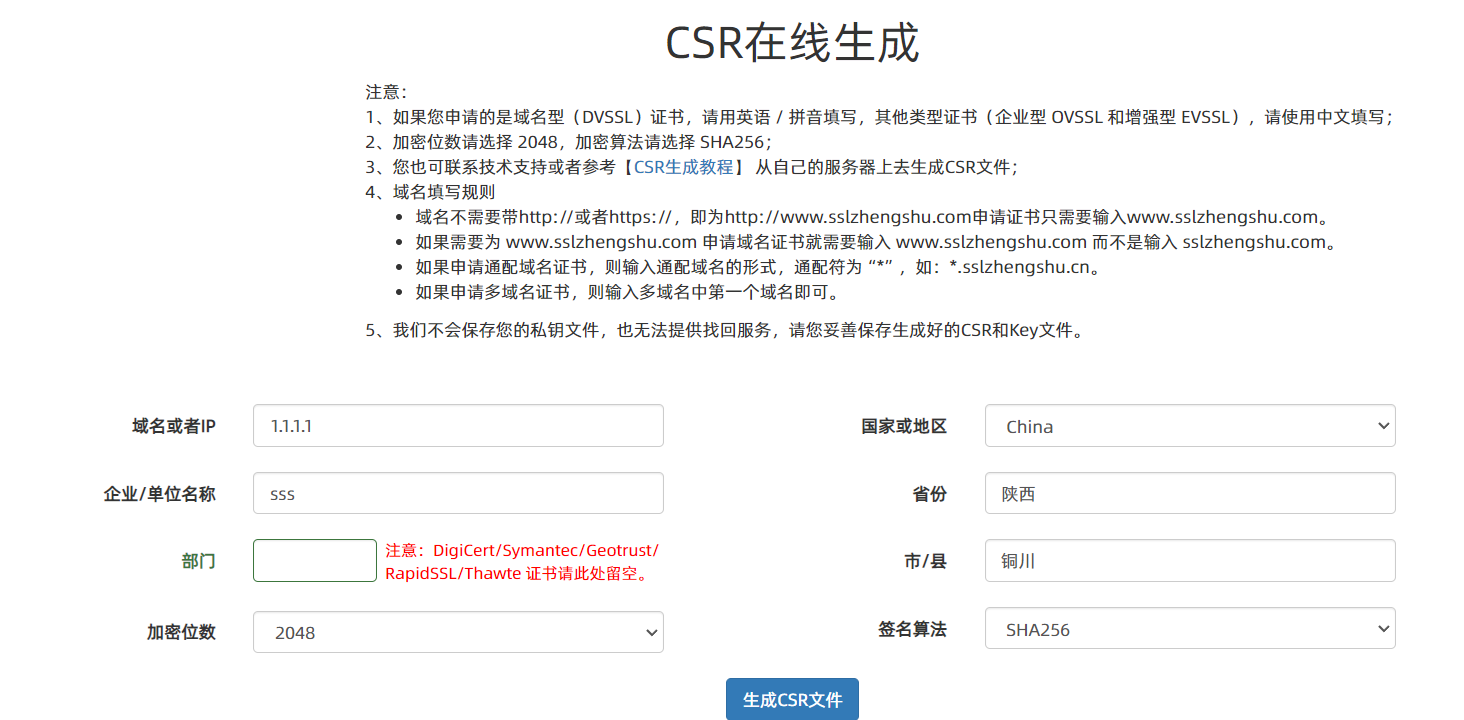 CSR在线生成
注意：
1、如果您申请的是域名型（DVSSL）证书，请用英语 / 拼音填写，其他类型证书（企业型 OVSSL 和增强型 EVSSL），请使用中文填写；
2、加密位数请选择 2048，加密算法请选择 SHA256；
3、您也可联系技术支持或者参考【CSR生成教程】 从自己的服务器上去生成CSR文件；
4、域名填写规则
• 域名不需要带http://或者https://，即为http://www.sslzhengshu.com申请证书只需要输入www.sslzhengshu.com。
• 如果需要为 www.sslzhengshu.com 申请域名证书就需要输入 www.sslzhengshu.com 而不是输入 sslzhengshu.com。
• 如果申请通配域名证书，则输入通配域名的形式，通配符为“*”，如：*.sslzhengshu.cn。
• 如果申请多域名证书，则输入多域名中第一个域名即可。
5、我们不会保存您的私钥文件，也无法提供找回服务，请您妥善保存生成好的CSR和Key文件。
域名或者IP 1.1.1.1 国家或地区 China
企业/单位名称 sss 省份 陕西
部门 注意：DigiCert/Symantec/Geotrust/
RapidSSL/Thawte 证书请此处留空。
市/县 铜川
加密位数 2048 签名算法 SHA256
生成CSR文件